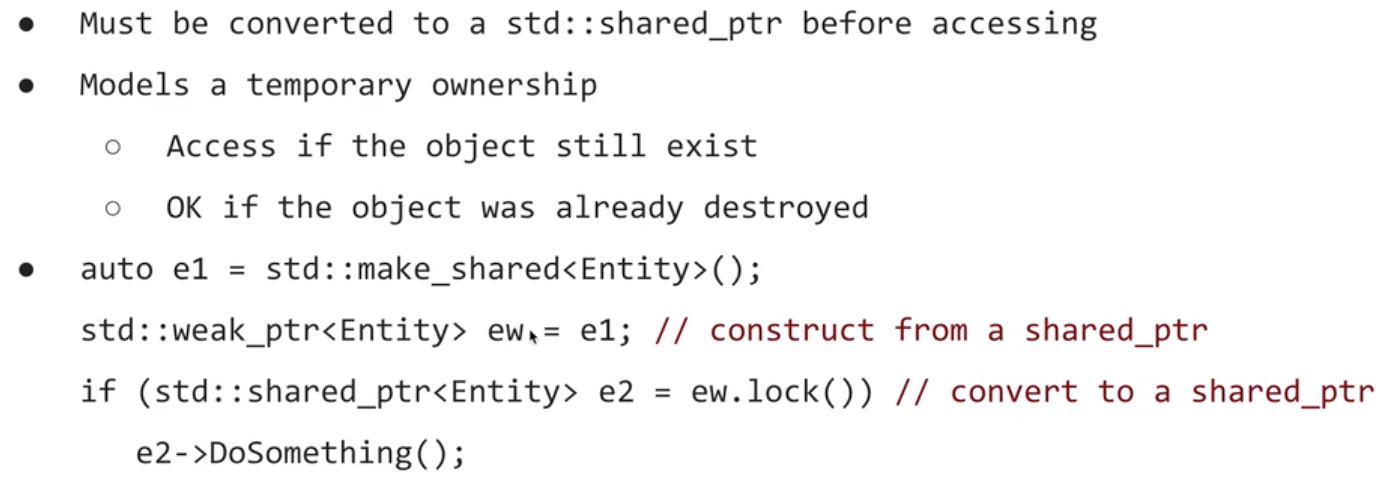 ● Must be converted to a std::shared_ptr before accessing
● Models a temporary ownership
○ Access if the object still exist
○ OK if the object was already destroyed
● auto e1 = std::make_shared<Entity>();
std::weak_ptr<Entity> ew = e1; // construct from a shared_ptr
if (std::shared_ptr<Entity> e2 = ew.lock()) // convert to a shared_ptr
e2->DoSomething();